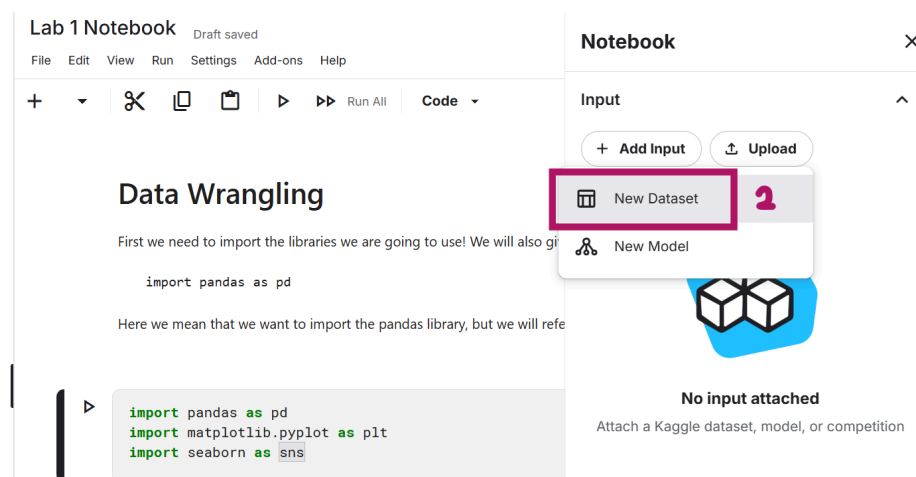 Lab 1 Notebook Draft saved
File Edit View Run Settings Add-ons Help
Run All Code
Data Wrangling
First we need to import the libraries we are going to use! We will also gi
import pandas as pd
Here we mean that we want to import the pandas library, but we will refe
import pandas as pd
import matplotlib.pyplot as plt
import seaborn as sns
Notebook
Input
Add Input Upload
New Dataset 2
New Model
No input attached
Attach a Kaggle dataset, model, or competition